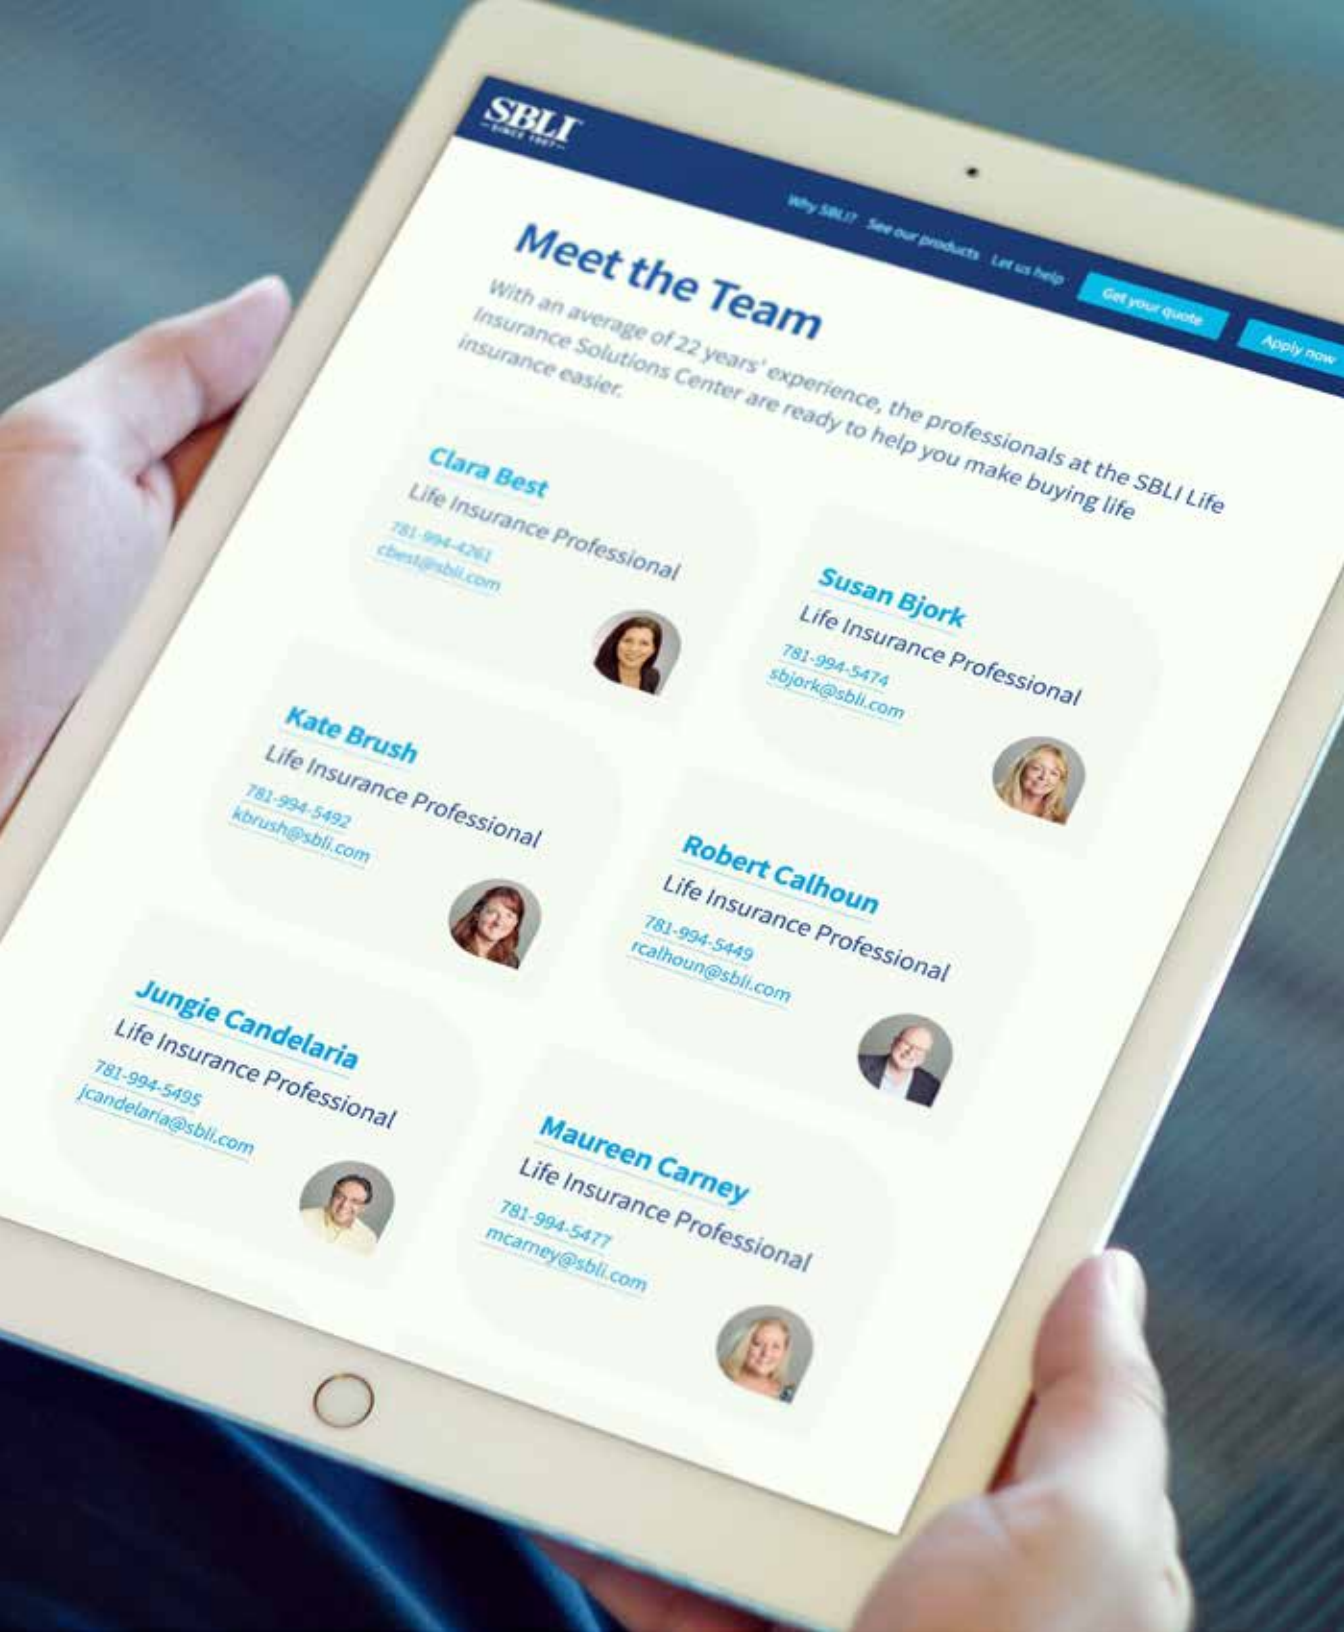 SBLI
SINCE 1907
Why SBLI? See our products Let us help Get your quote Apply now
Meet the Team
With an average of 22 years' experience, the professionals at the SBLI Life
Insurance Solutions Center are ready to help you make buying life
insurance easier.
Clara Best
Life Insurance Professional
781-994-4261
cbest@sbli.com
Susan Bjork
Life Insurance Professional
781-994-5474
sbjork@sbli.com
Kate Brush
Life Insurance Professional
781-994-5492
kbrush@sbli.com
Robert Calhoun
Life Insurance Professional
781-994-5449
rcalhoun@sbli.com
Jungie Candelaria
Life Insurance Professional
781-994-5495
jcandelaria@sbli.com
Maureen Carney
Life Insurance Professional
781-994-5477
mcarney@sbli.com